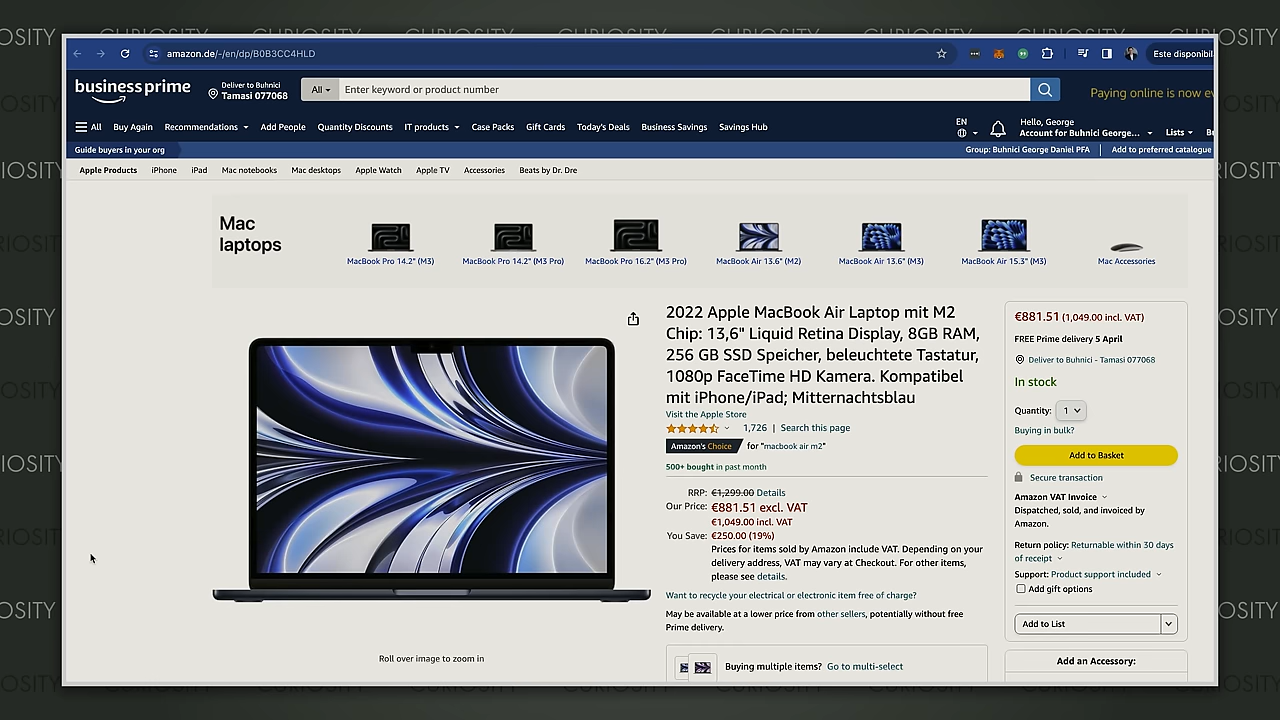 CURIOSITY CURIOSITY CURIOSITY CURIOSITY CURIOSITY CURIOSITY CURIOSITY
amazon.de/-/en/dp/B0B3CC4HLD
Este disponibil
business prime
Deliver to Buhnici
Tamasi 077068
All
Enter keyword or product number
Paying online is now
All Buy Again Recommendations Add People Quantity Discounts IT products Case Packs Gift Cards Today's Deals Business Savings Savings Hub
EN
Hello, George
Account for Buhnici George...
Lists
Guide buyers in your org
Group: Buhnici George Daniel PFA
Add to preferred catalogue
Apple Products iPhone iPad Mac notebooks Mac desktops Apple Watch Apple TV Accessories Beats by Dr. Dre
Mac
laptops
MacBook Pro 14.2" (M3) MacBook Pro 14.2" (M3 Pro) MacBook Pro 16.2" (M3 Pro) MacBook Air 13.6" (M2) MacBook Air 13.6" (M3) MacBook Air 15.3" (M3) Mac Accessories
2022 Apple MacBook Air Laptop mit M2
Chip: 13,6" Liquid Retina Display, 8GB RAM,
256 GB SSD Speicher, beleuchtete Tastatur,
1080p FaceTime HD Kamera. Kompatibel
mit iPhone/iPad; Mitternachtsblau
Visit the Apple Store
1,726 | Search this page
Amazon's Choice for "macbook air m2"
500+ bought in past month
RRP: €1,299.00 Details
Our Price: €881.51 excl. VAT
€1,049.00 incl. VAT
You Save: €250.00 (19%)
Prices for items sold by Amazon include VAT. Depending on your
delivery address, VAT may vary at Checkout. For other items,
please see details.
Want to recycle your electrical or electronic item free of charge?
May be available at a lower price from other sellers, potentially without free
Prime delivery.
Buying multiple items? Go to multi-select
Roll over image to zoom in
€881.51 (1,049.00 incl. VAT)
FREE Prime delivery 5 April
Deliver to Buhnici - Tamasi 077068
In stock
Quantity: 1
Buying in bulk?
Add to Basket
Secure transaction
Amazon VAT Invoice
Dispatched, sold, and invoiced by
Amazon.
Return policy: Returnable within 30 days
of receipt
Support: Product support included
Add gift options
Add to List
Add an Accessory: